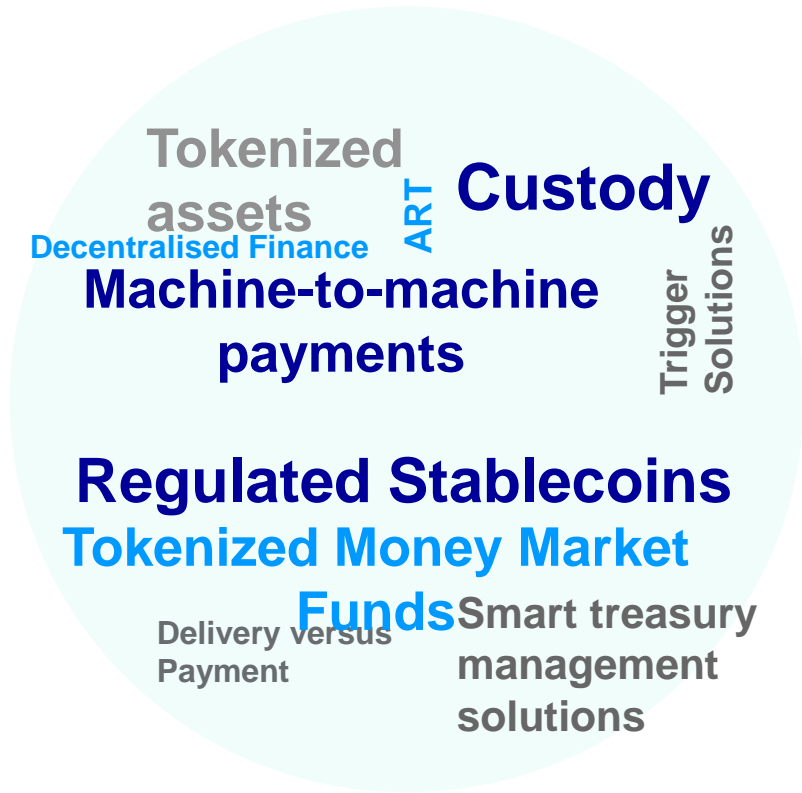 Tokenized
assets
ART
Custody
Decentralised Finance
Machine-to-machine
payments
Trigger
Solutions
Regulated Stablecoins
Tokenized Money Market
Funds
Delivery versus
Payment
Smart treasury
management
solutions